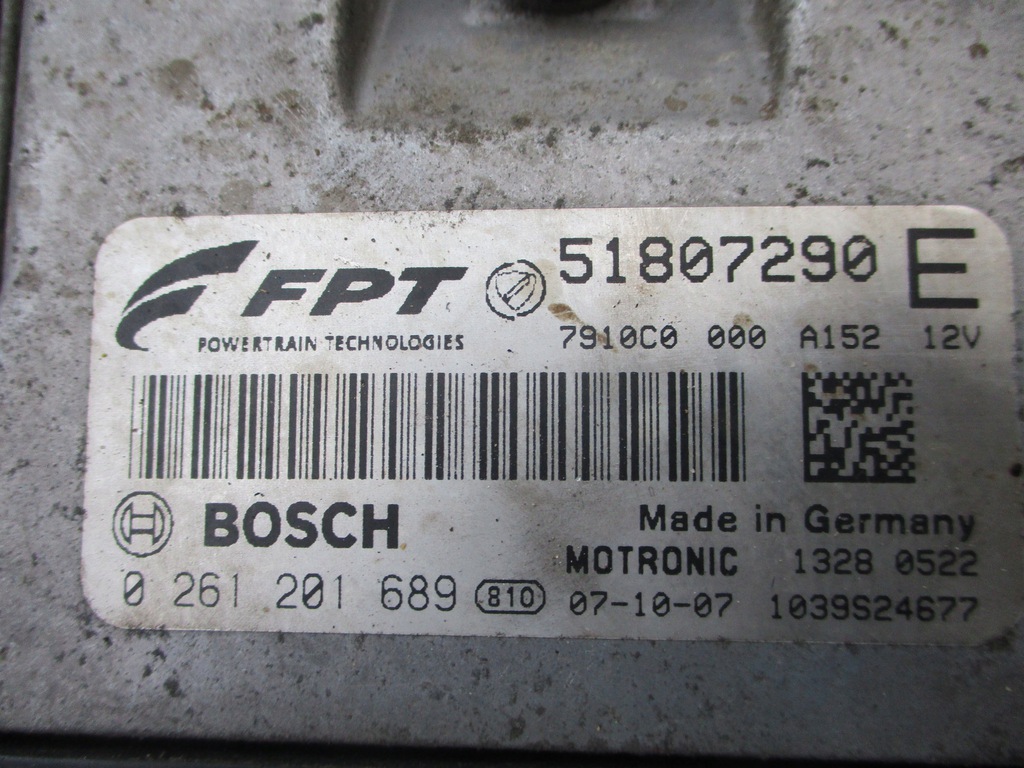 FPT 51807290 E
POWERTRAIN TECHNOLOGIES 7910C0 000 A152 12V
BOSCH Made in Germany
MOTRONIC 1328 0522
0 261 201 689 810 07-10-07 1039S24677